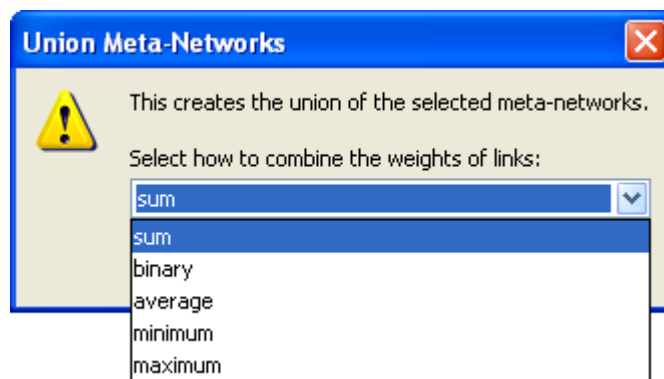 Union Meta-Networks
This creates the union of the selected meta-networks.
Select how to combine the weights of links:
sum
sum
binary
average
minimum
maximum